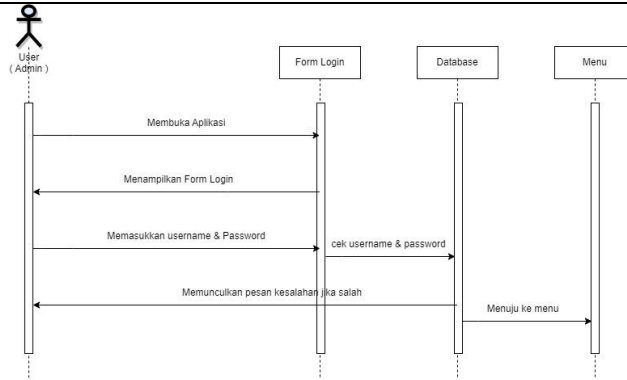 User
( Admin )
Form Login
Database
Menu
Membuka Aplikasi
Menampilkan Form Login
Memasukkan username & Password
cek username & password
Memunculkan pesan kesalahan jika salah
Menuju ke menu